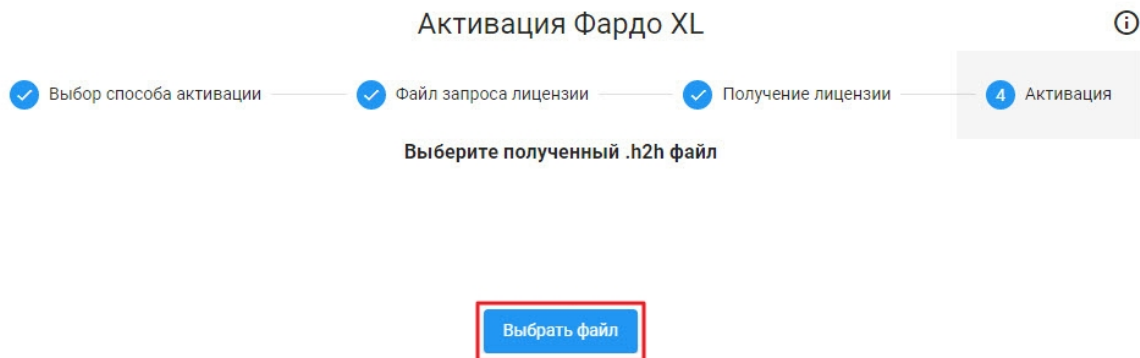 Активация Фардо XL
Выбор способа активации
Файл запроса лицензии
Получение лицензии
4 Активация
Выберите полученный .h2h файл
Выбрать файл